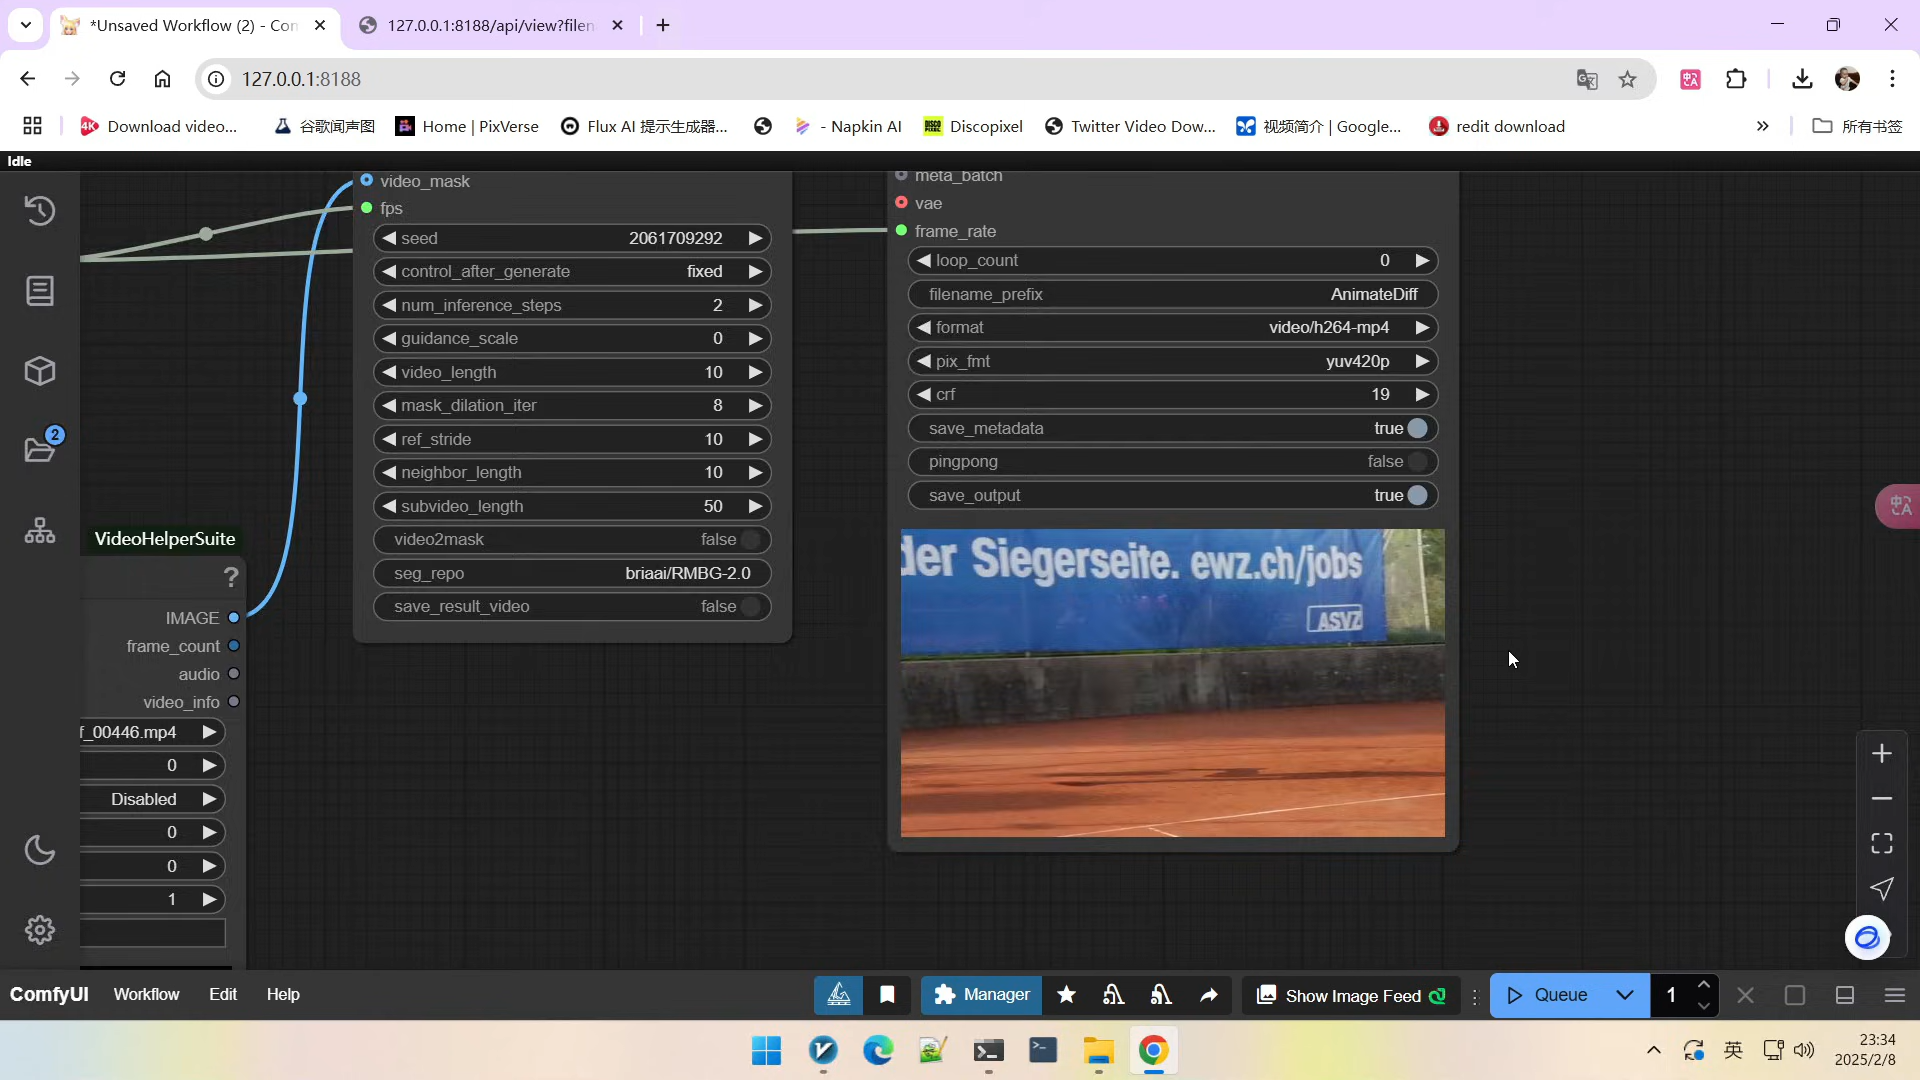 *Unsaved Workflow (2) - Con
127.0.0.1:8188/api/view?filen
127.0.0.1:8188
Download video...
谷歌闻声图
Home | PixVerse
Flux AI 提示生成器...
- Napkin AI
Discopixel
Twitter Video Dow...
视频简介 | Google...
redit download
所有书签
Idle
video_mask
fps
seed 2061709292
control_after_generate fixed
num_inference_steps 2
guidance_scale 0
video_length 10
mask_dilation_iter 8
ref_stride 10
neighbor_length 10
subvideo_length 50
video2mask false
seg_repo briaai/RMBG-2.0
save_result_video false
meta_batch
vae
frame_rate
loop_count 0
filename_prefix AnimateDiff
format video/h264-mp4
pix_fmt yuv420p
crf 19
save_metadata true
pingpong false
save_output true
der Siegerseite. ewz.ch/jobs
ASVZ
2
VideoHelperSuite
?
IMAGE
frame_count
audio
video_info
f_00446.mp4
0
Disabled
0
0
1
ComfyUI
Workflow
Edit
Help
Manager
Show Image Feed
Queue
1
英
23:34
2025/2/8